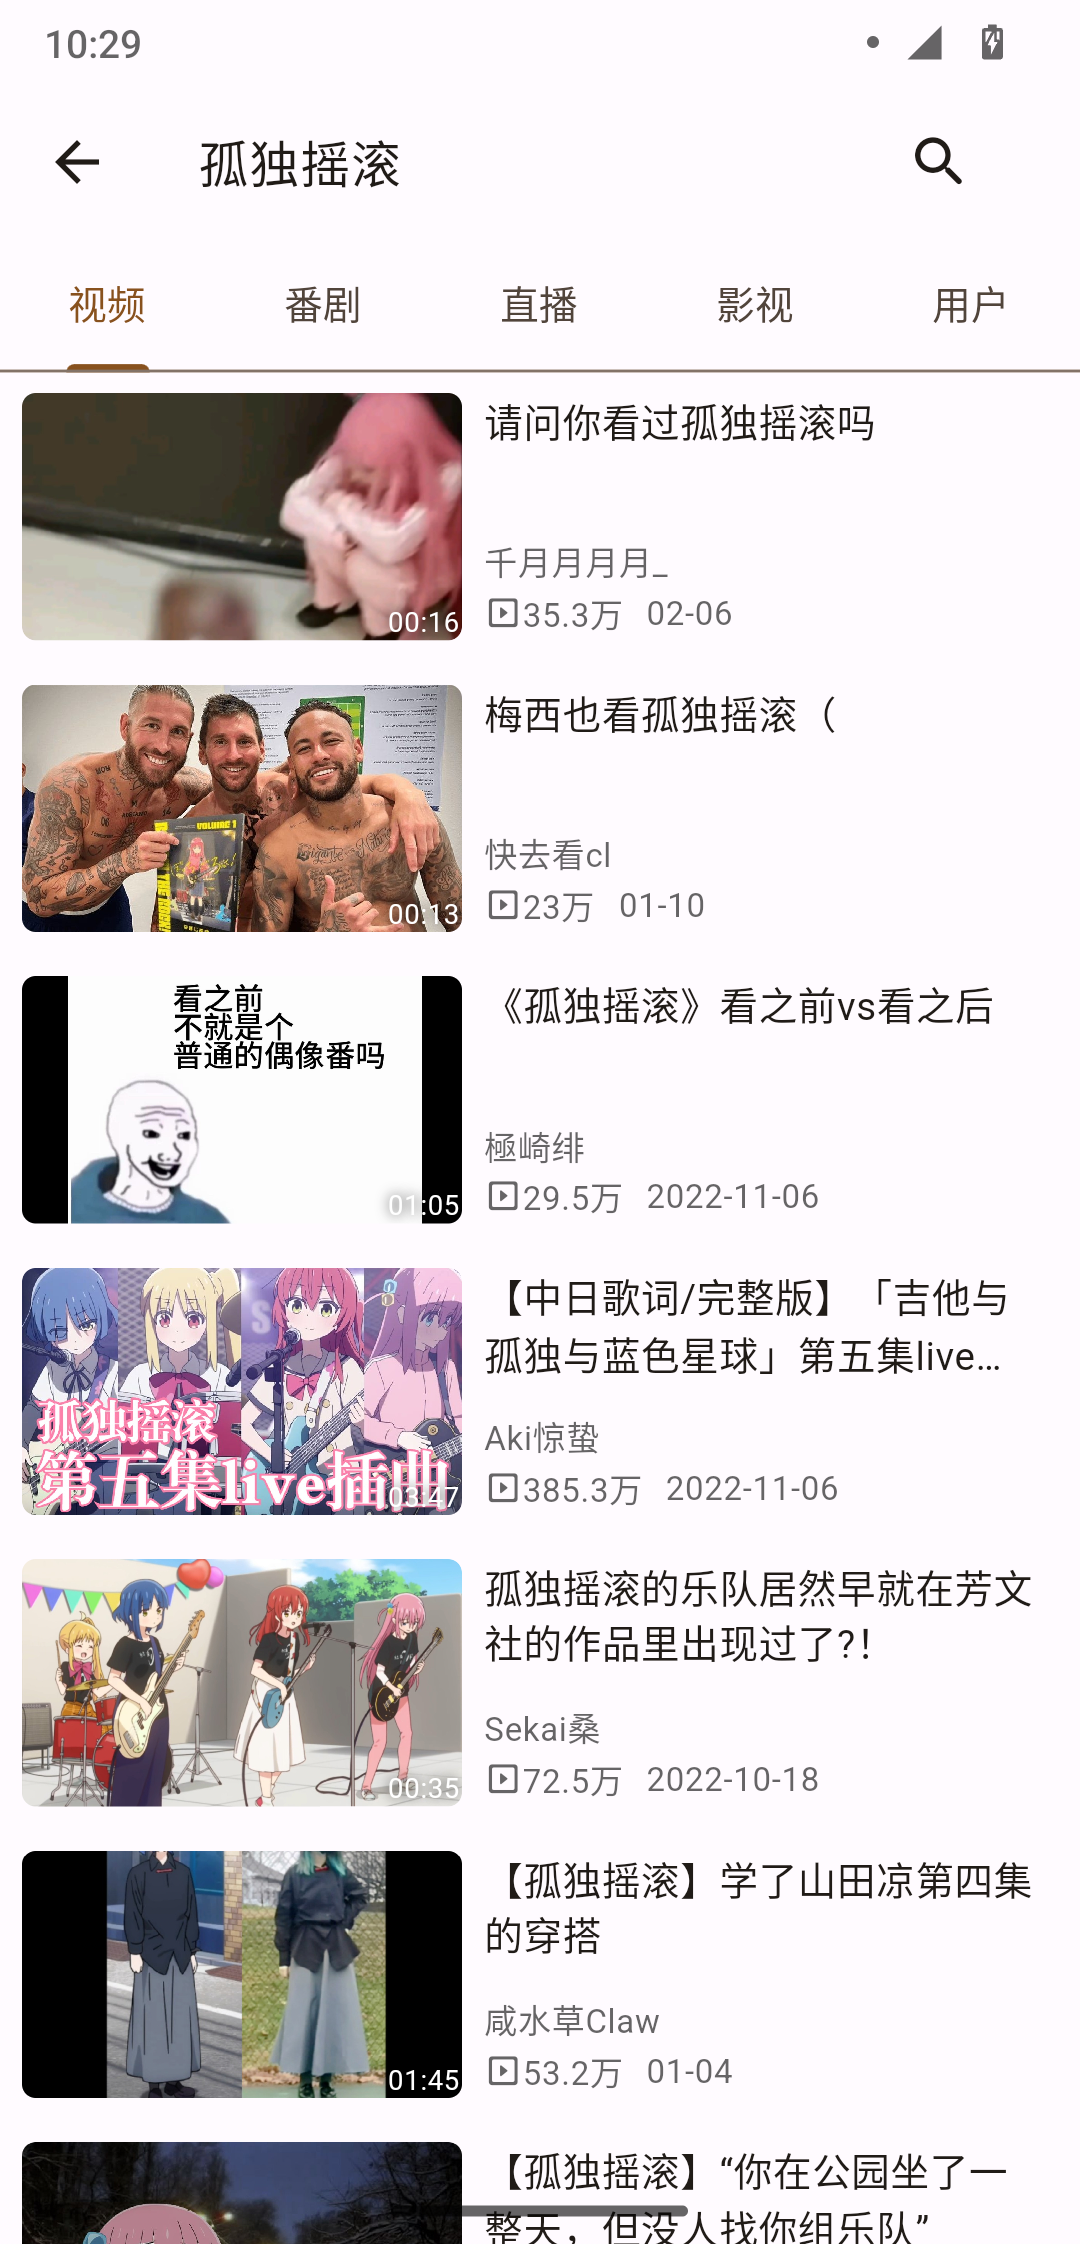 10:29
孤独摇滚
视频
番剧
直播
影视
用户
00:16
请问你看过孤独摇滚吗
千月月月月_
35.3万 02-06
VOLUME 1
00:13
梅西也看孤独摇滚（
快去看cl
23万 01-10
看之前
不就是个
普通的偶像番吗
01:05
《孤独摇滚》看之前vs看之后
極崎绯
29.5万 2022-11-06
孤独摇滚
第五集live插曲
03:47
【中日歌词/完整版】「吉他与
孤独与蓝色星球」第五集live…
Aki惊蛰
385.3万 2022-11-06
00:35
孤独摇滚的乐队居然早就在芳文
社的作品里出现过了?！
Sekai桑
72.5万 2022-10-18
01:45
【孤独摇滚】学了山田凉第四集
的穿搭
咸水草Claw
53.2万 01-04
【孤独摇滚】“你在公园坐了一
整天，但没人找你组乐队”